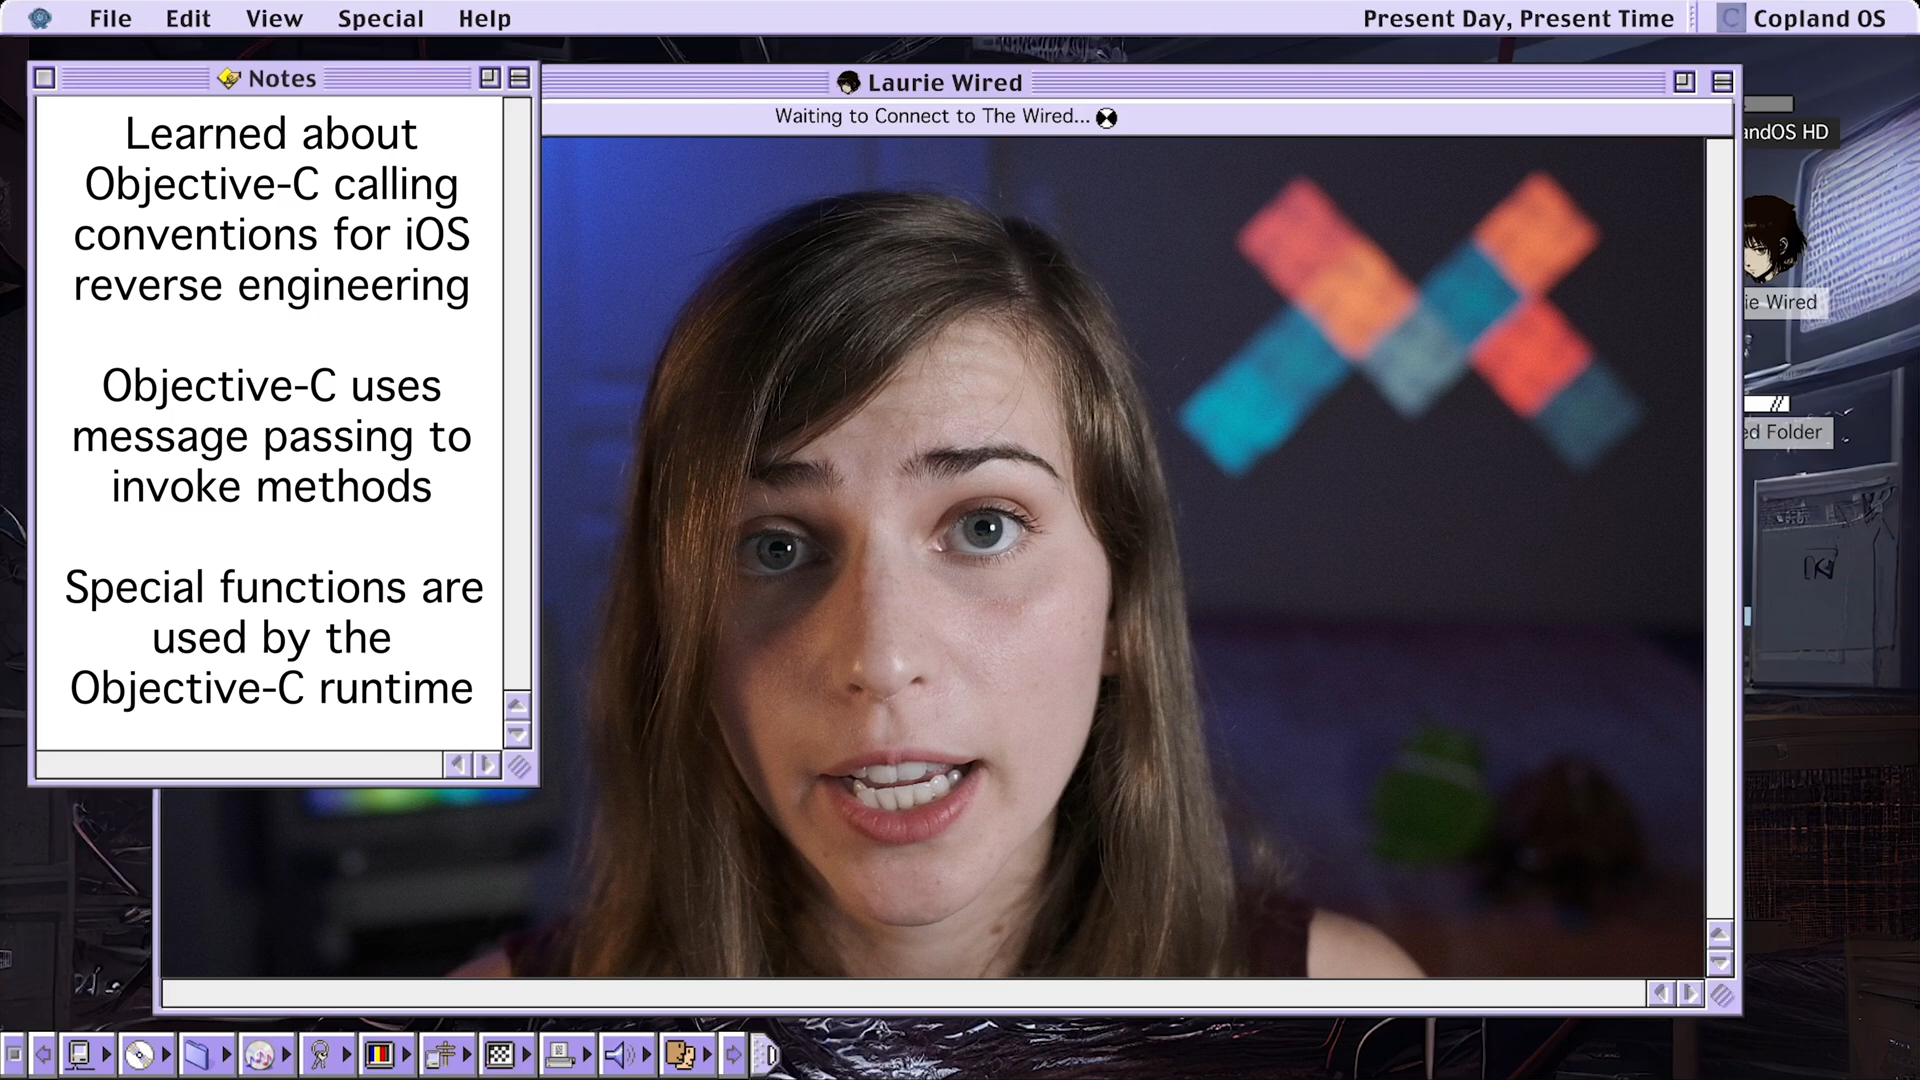 File Edit View Special Help
Present Day, Present Time
Copland OS
Notes
Learned about
Objective-C calling
conventions for iOS
reverse engineering
Objective-C uses
message passing to
invoke methods
Special functions are
used by the
Objective-C runtime
Laurie Wired
Waiting to Connect to The Wired...
andOS HD
ie Wired
ed Folder